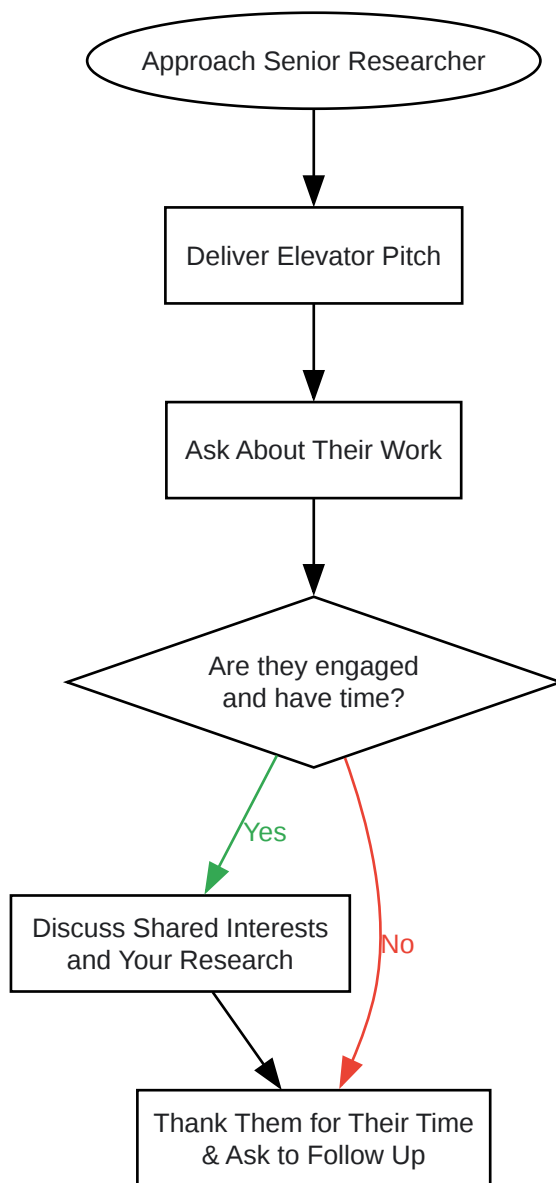 Approach Senior Researcher
Deliver Elevator Pitch
Ask About Their Work
Are they engaged
and have time?
Yes
Discuss Shared Interests
and Your Research
No
Thank Them for Their Time
& Ask to Follow Up